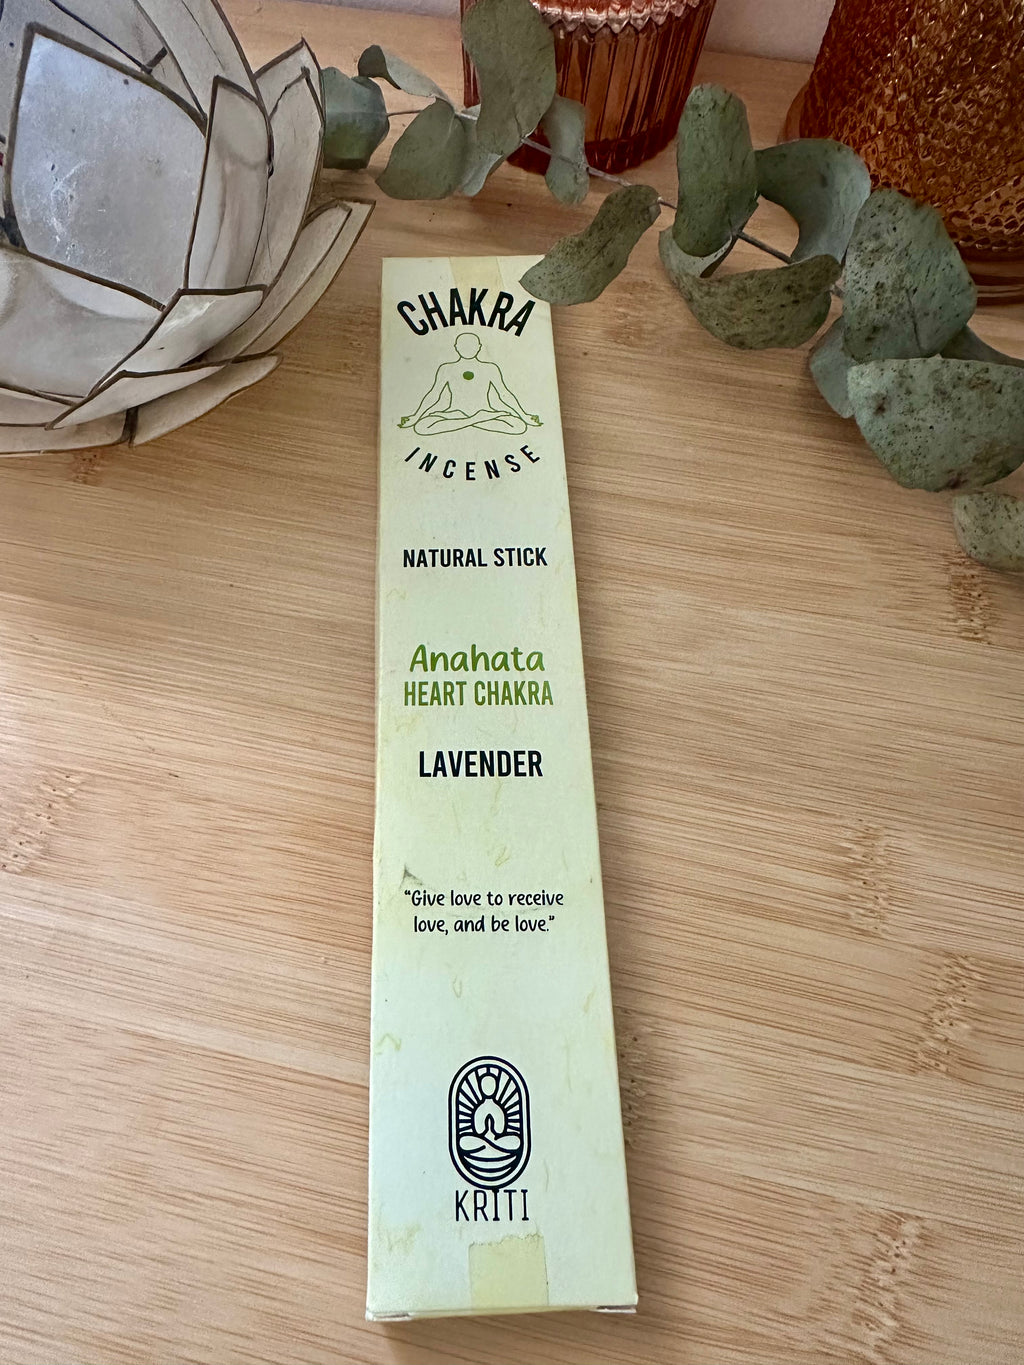 CHAKRA
INCENSE
NATURAL STICK
Anahata
HEART CHAKRA
LAVENDER
“Give love to receive
love, and be love.”
KRITI